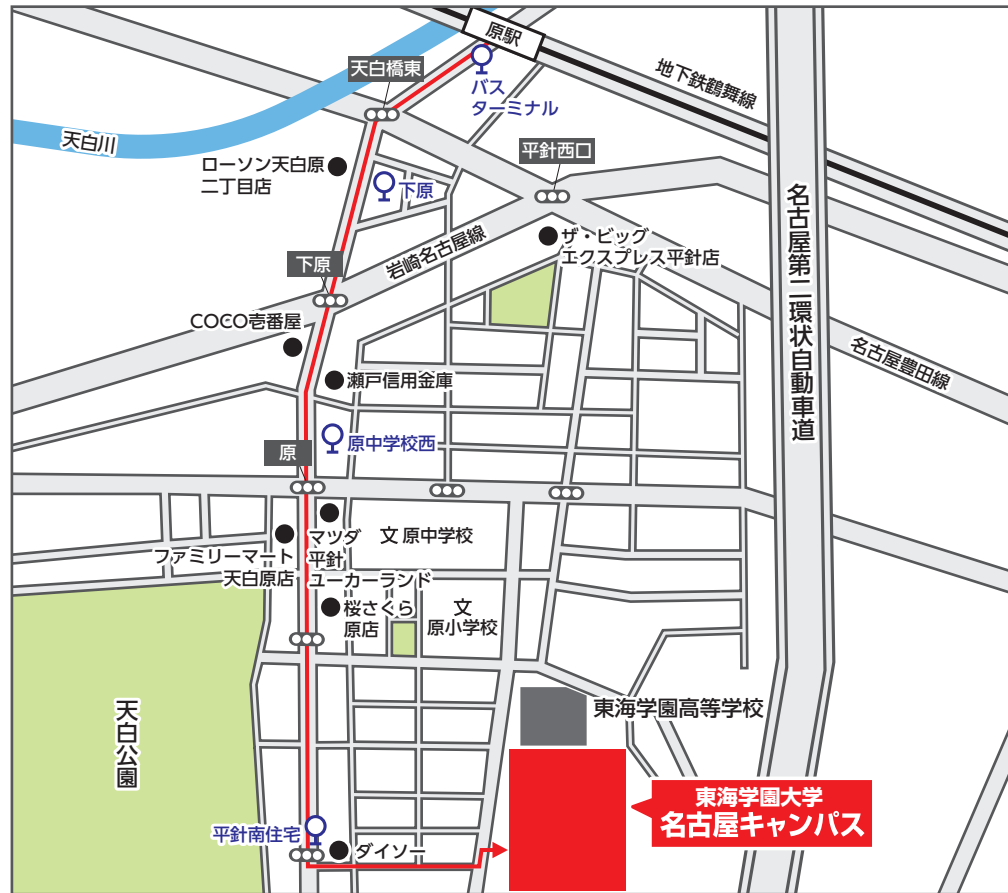 原駅
天白橋東
バス
ターミナル
地下鉄鶴舞線
天白川
ローソン天白原
二丁目店
下原
平針西口
ザ・ビッグ
エクスプレス平針店
岩崎名古屋線
名古屋第二環状自動車道
下原
COCO壱番屋
瀬戸信用金庫
名古屋豊田線
原中学校西
原
マツダ
平針
ユーカーランド
文 原中学校
ファミリーマート
天白原店
桜さくら
原店
文
原小学校
天白公園
東海学園高等学校
東海学園大学
名古屋キャンパス
平針南住宅
ダイソー